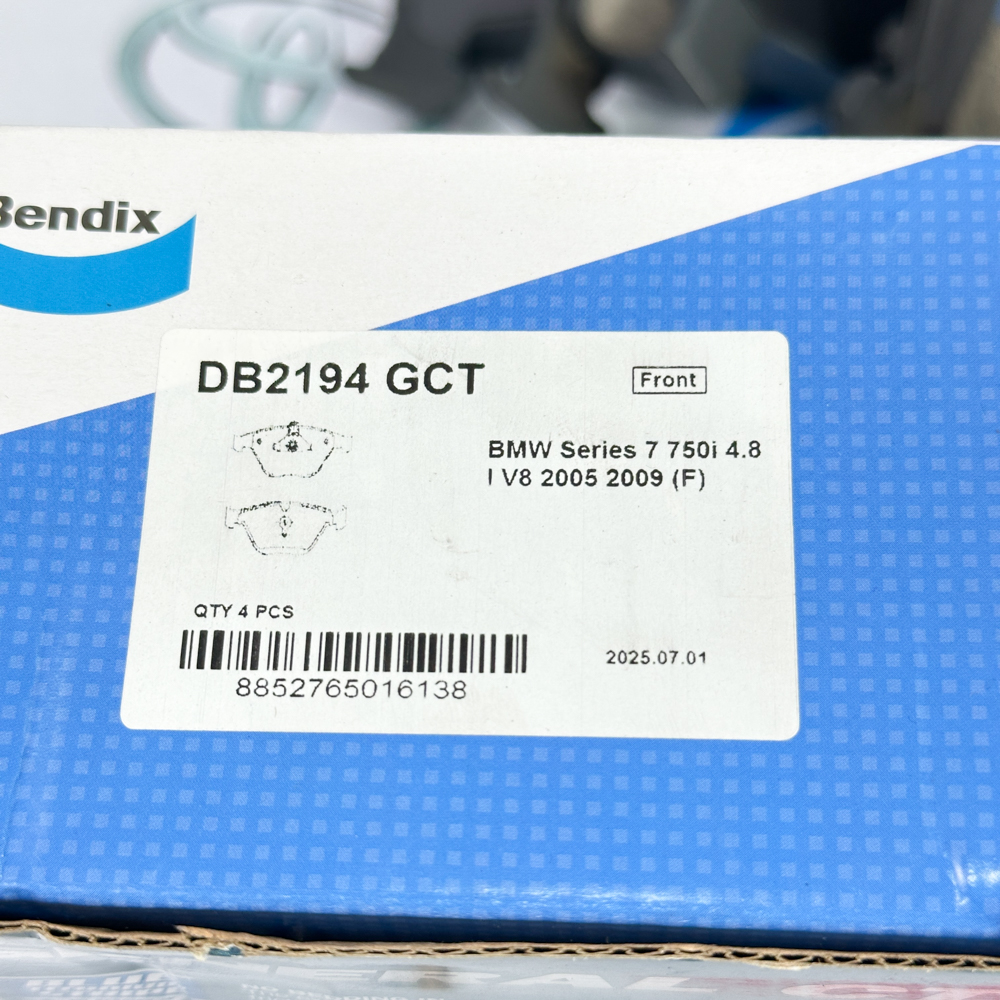 Bendix
DB2194 GCT
Front
BMW Series 7 750i 4.8
l V8 2005 2009 (F)
QTY 4 PCS
8852765016138
2025.07.01